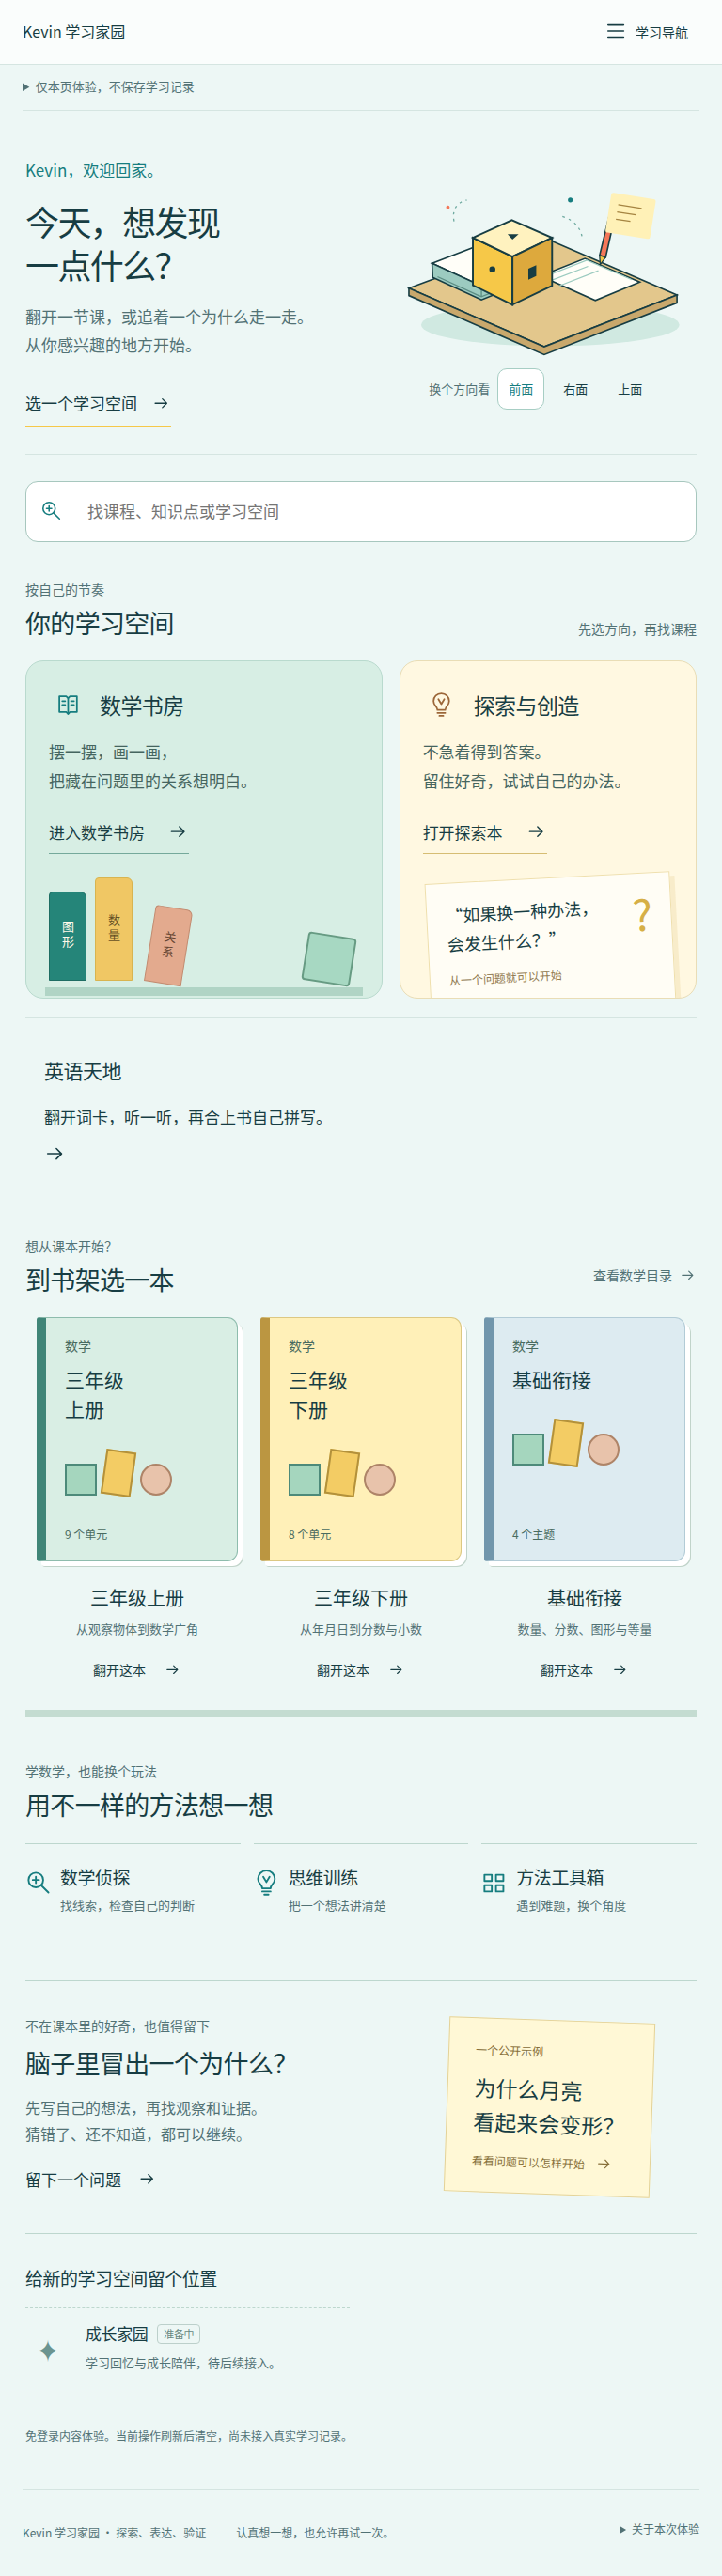 Kevin 学习家园
学习导航
仅本页体验，不保存学习记录
Kevin，欢迎回家。
今天，想发现
一点什么？
翻开一节课，或追着一个为什么走一走。
从你感兴趣的地方开始。
选一个学习空间
换个方向看
前面
右面
上面
找课程、知识点或学习空间
按自己的节奏
你的学习空间
先选方向，再找课程
数学书房
摆一摆，画一画，
把藏在问题里的关系想明白。
进入数学书房
图形
数量
关系
探索与创造
不急着得到答案。
留住好奇，试试自己的办法。
打开探索本
“如果换一种办法，
会发生什么？”
？
从一个问题就可以开始
英语天地
翻开词卡，听一听，再合上书自己拼写。
想从课本开始？
到书架选一本
查看数学目录
数学
三年级
上册
9 个单元
三年级上册
从观察物体到数学广角
翻开这本
数学
三年级
下册
8 个单元
三年级下册
从年月日到分数与小数
翻开这本
数学
基础衔接
4 个主题
基础衔接
数量、分数、图形与等量
翻开这本
学数学，也能换个玩法
用不一样的方法想一想
数学侦探
找线索，检查自己的判断
思维训练
把一个想法讲清楚
方法工具箱
遇到难题，换个角度
不在课本里的好奇，也值得留下
脑子里冒出一个为什么？
先写自己的想法，再找观察和证据。
猜错了、还不知道，都可以继续。
留下一个问题
一个公开示例
为什么月亮
看起来会变形？
看看问题可以怎样开始
给新的学习空间留个位置
成长家园
准备中
学习回忆与成长陪伴，待后续接入。
免登录内容体验。当前操作刷新后清空，尚未接入真实学习记录。
Kevin 学习家园 · 探索、表达、验证
认真想一想，也允许再试一次。
关于本次体验